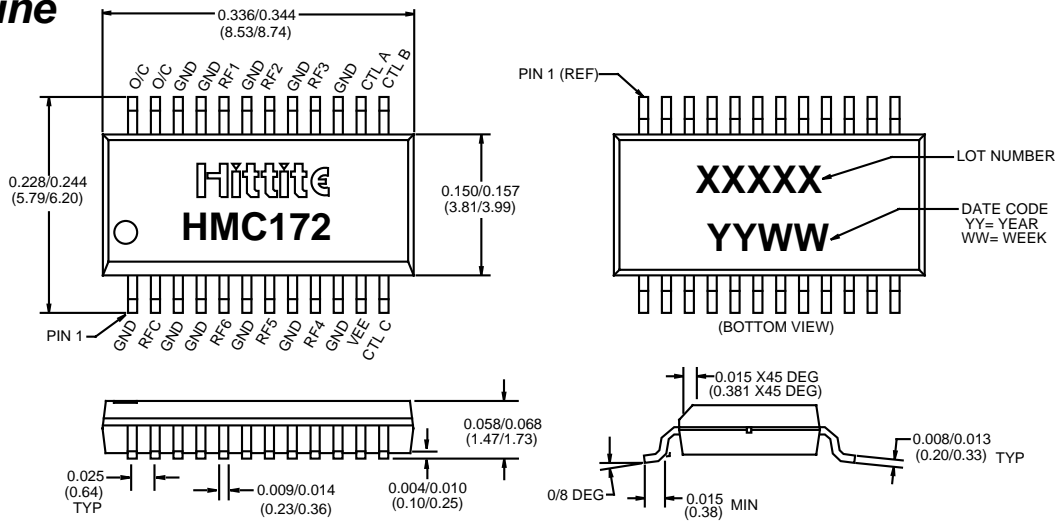 ine
0.336/0.344
(8.53/8.74)
O/C O/C GND GND RF1 GND RF2 GND RF3 GND CTL A CTL B
0.228/0.244
(5.79/6.20)
Hittite
HMC172
0.150/0.157
(3.81/3.99)
PIN 1
GND RFC GND GND RF6 GND RF5 GND RF4 GND VEE CTL C
PIN 1 (REF)
XXXXX
LOT NUMBER
YYWW
DATE CODE
YY= YEAR
WW= WEEK
(BOTTOM VIEW)
0.058/0.068
(1.47/1.73)
0.025
(0.64)
TYP
0.009/0.014
(0.23/0.36)
0.004/0.010
(0.10/0.25)
0.015 X45 DEG
(0.381 X45 DEG)
0.008/0.013
(0.20/0.33) TYP
0/8 DEG
0.015
(0.38) MIN